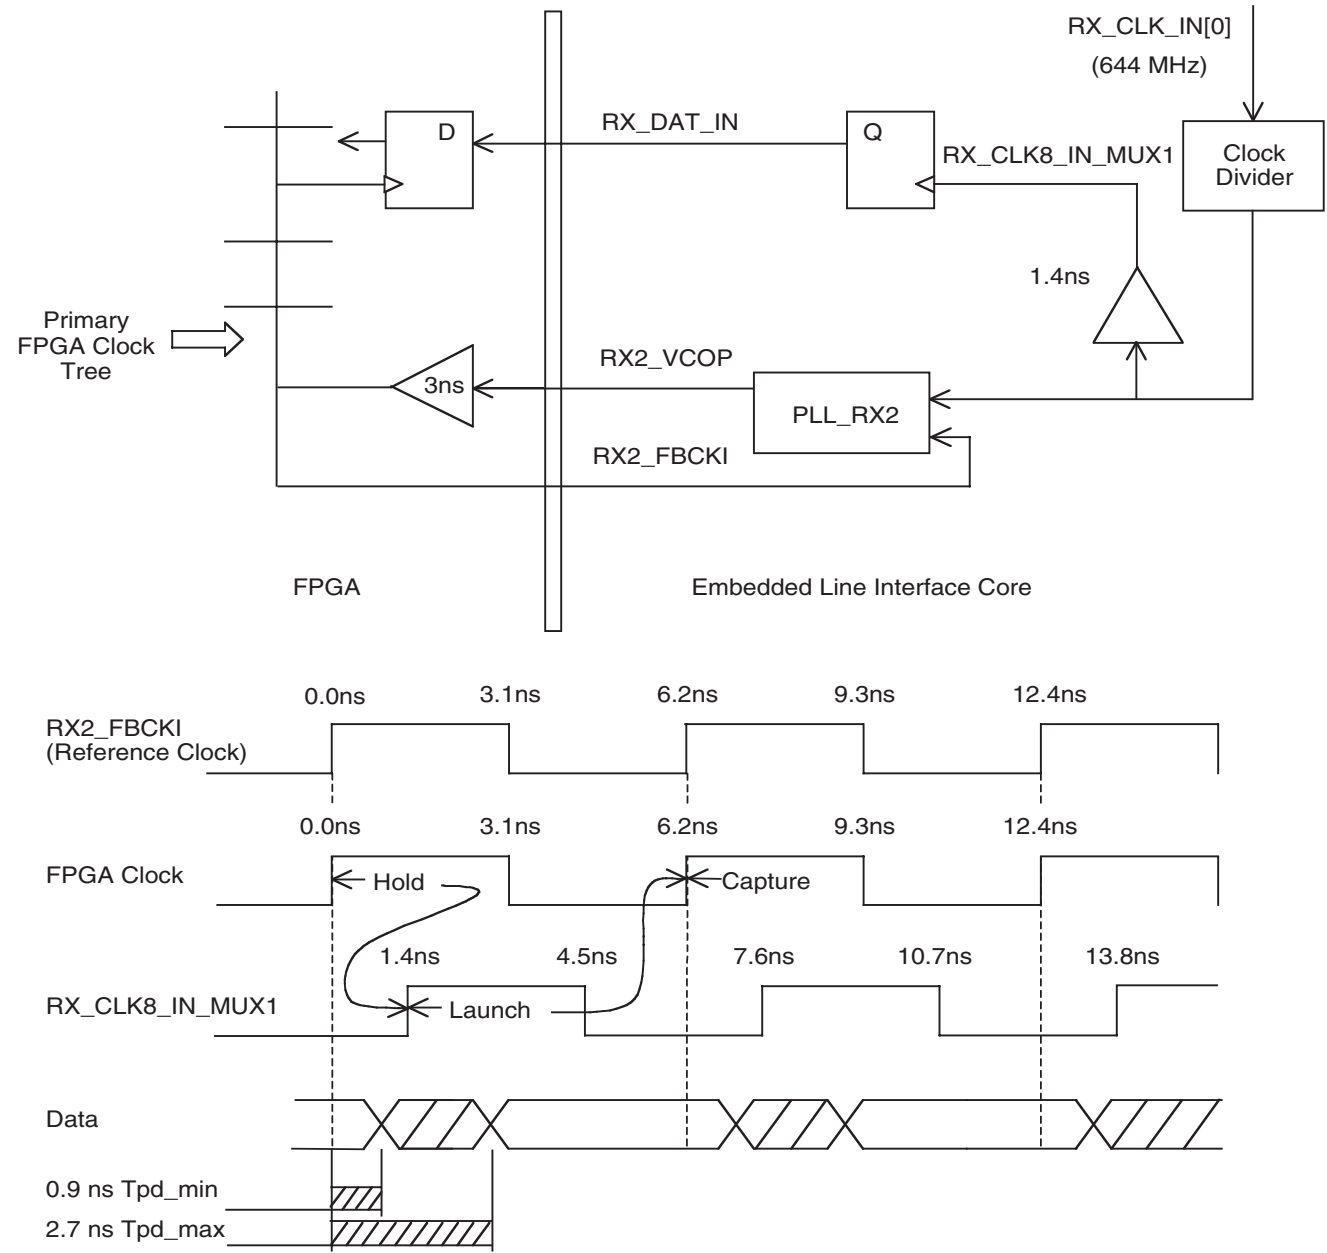 RX_CLK_IN[0]
(644 MHz)
D
RX_DAT_IN
Q
RX_CLK8_IN_MUX1
Clock
Divider
1.4ns
Primary
FPGA Clock
Tree
3ns
RX2_VCOP
PLL_RX2
RX2_FBCKI
FPGA
Embedded Line Interface Core
0.0ns 3.1ns 6.2ns 9.3ns 12.4ns
RX2_FBCKI
(Reference Clock)
0.0ns 3.1ns 6.2ns 9.3ns 12.4ns
FPGA Clock
Hold
Capture
1.4ns 4.5ns 7.6ns 10.7ns 13.8ns
RX_CLK8_IN_MUX1
Launch
Data
0.9 ns Tpd_min
2.7 ns Tpd_max